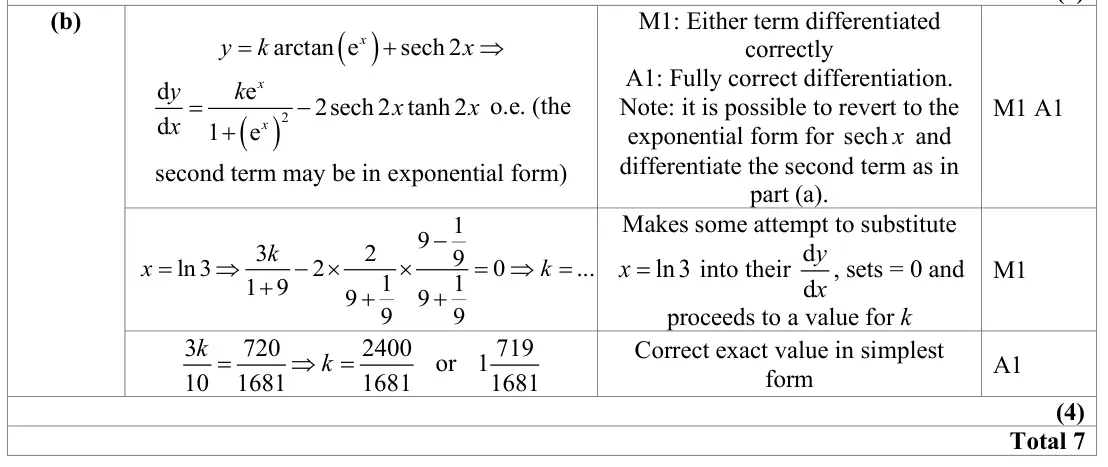 (b)
y = k arctan(eˣ) + sech 2x ⇒
dy/dx = keˣ/(1 + (eˣ)²) − 2 sech 2x tanh 2x o.e. (the
second term may be in exponential form)
M1: Either term differentiated
correctly
A1: Fully correct differentiation.
Note: it is possible to revert to the
exponential form for sech x and
differentiate the second term as in
part (a).
M1 A1
x = ln 3 ⇒ 3k/(1 + 9) − 2 × 2/(9 + 1/9) × (9 − 1/9)/(9 + 1/9) = 0 ⇒ k = ...
Makes some attempt to substitute
x = ln 3 into their dy/dx, sets = 0 and
proceeds to a value for k
M1
3k/10 = 720/1681 ⇒ k = 2400/1681 or 1 719/1681
Correct exact value in simplest
form
A1
(4)
Total 7